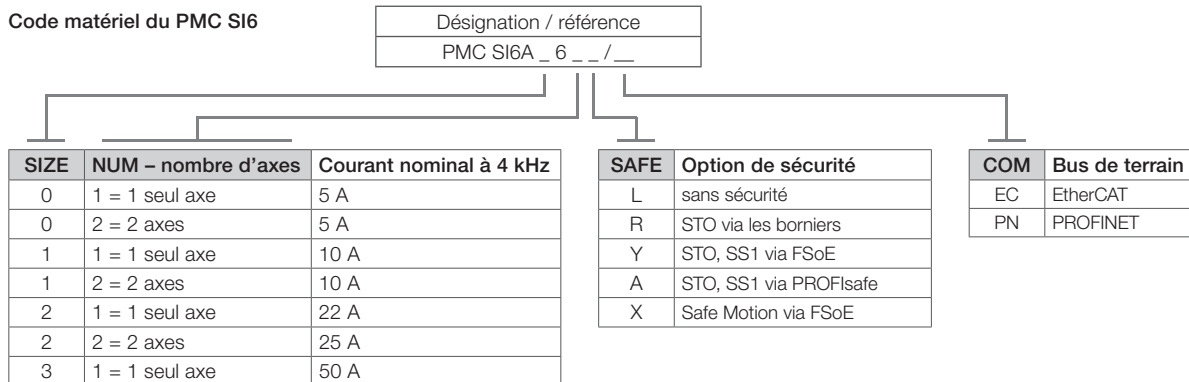 Code matériel du PMC SI6
Désignation / référence
PMC SI6A _ 6 _ _ /__
SIZE NUM – nombre d'axes Courant nominal à 4 kHz
0 1 = 1 seul axe 5 A
0 2 = 2 axes 5 A
1 1 = 1 seul axe 10 A
1 2 = 2 axes 10 A
2 1 = 1 seul axe 22 A
2 2 = 2 axes 25 A
3 1 = 1 seul axe 50 A
SAFE Option de sécurité
L sans sécurité
R STO via les borniers
Y STO, SS1 via FSoE
A STO, SS1 via PROFIsafe
X Safe Motion via FSoE
COM Bus de terrain
EC EtherCAT
PN PROFINET